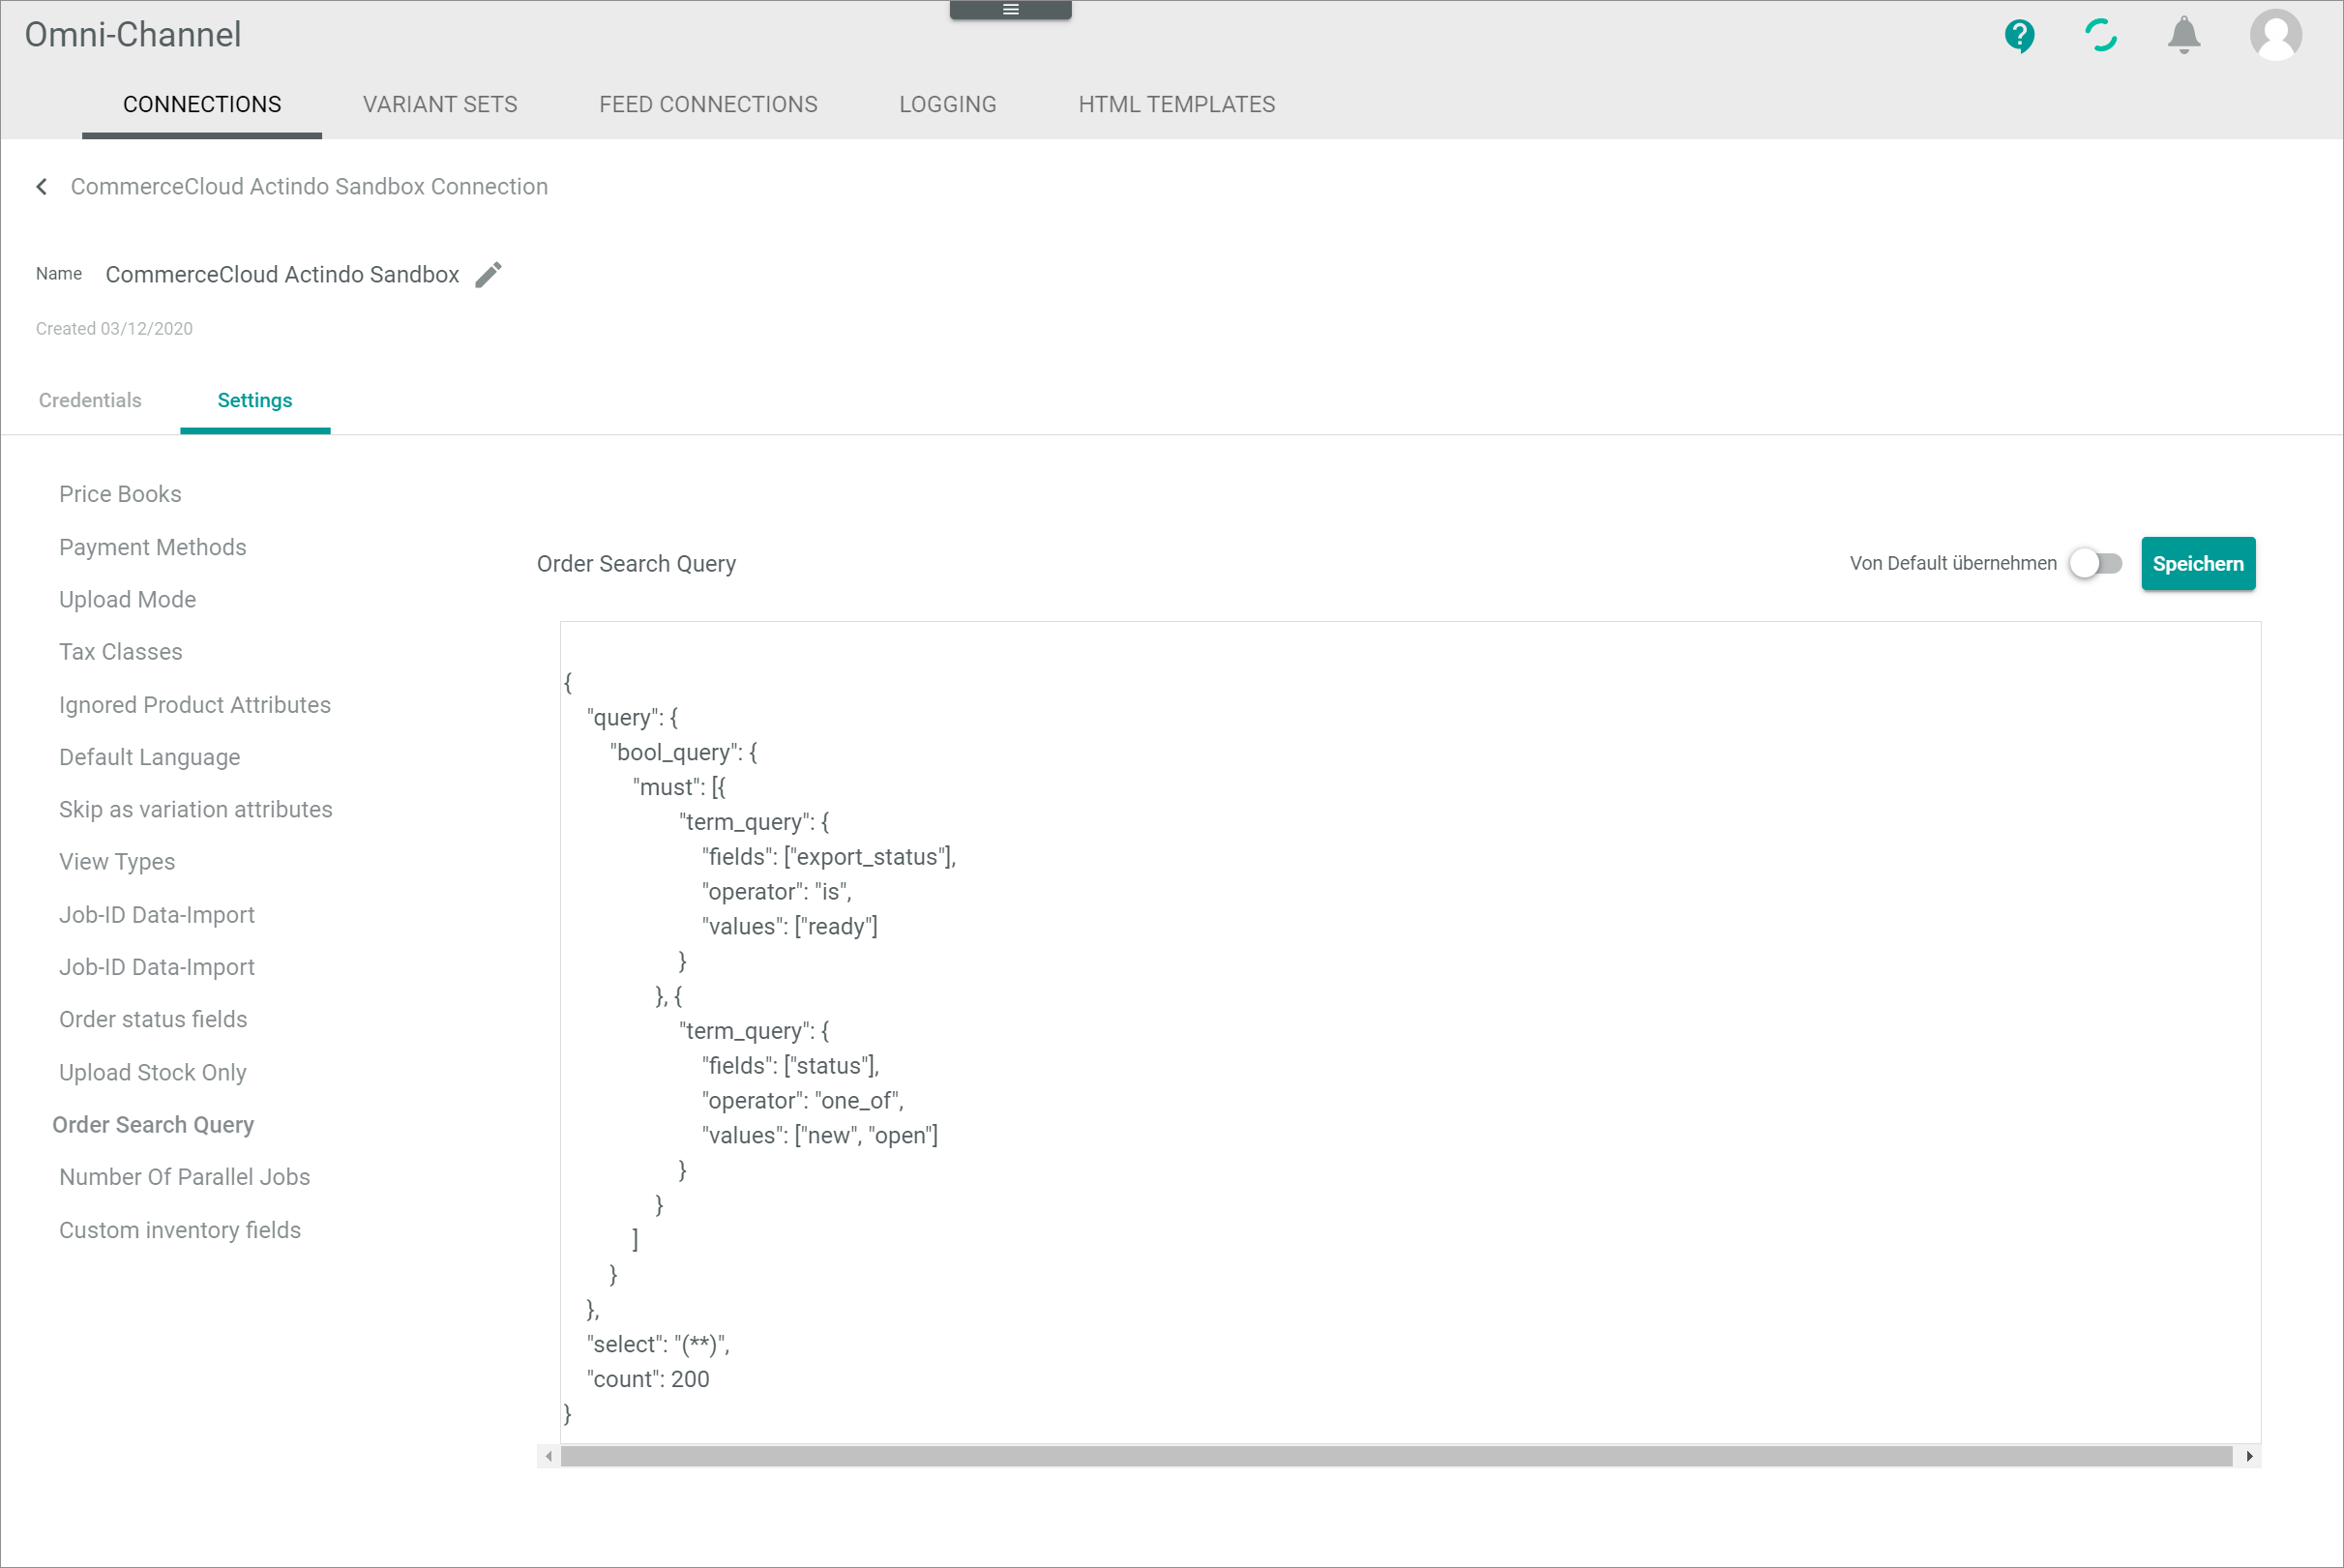 Omni-Channel
CONNECTIONS VARIANT SETS FEED CONNECTIONS LOGGING HTML TEMPLATES
CommerceCloud Actindo Sandbox Connection
Name CommerceCloud Actindo Sandbox
Created 03/12/2020
Credentials Settings
Price Books
Payment Methods
Upload Mode
Tax Classes
Ignored Product Attributes
Default Language
Skip as variation attributes
View Types
Job-ID Data-Import
Job-ID Data-Import
Order status fields
Upload Stock Only
Order Search Query
Number Of Parallel Jobs
Custom inventory fields
Order Search Query Von Default übernehmen Speichern
{
"query": {
"bool_query": {
"must": [{
"term_query": {
"fields": ["export_status"],
"operator": "is",
"values": ["ready"]
}
}, {
"term_query": {
"fields": ["status"],
"operator": "one_of",
"values": ["new", "open"]
}
}
]
}
},
"select": "(**)",
"count": 200
}